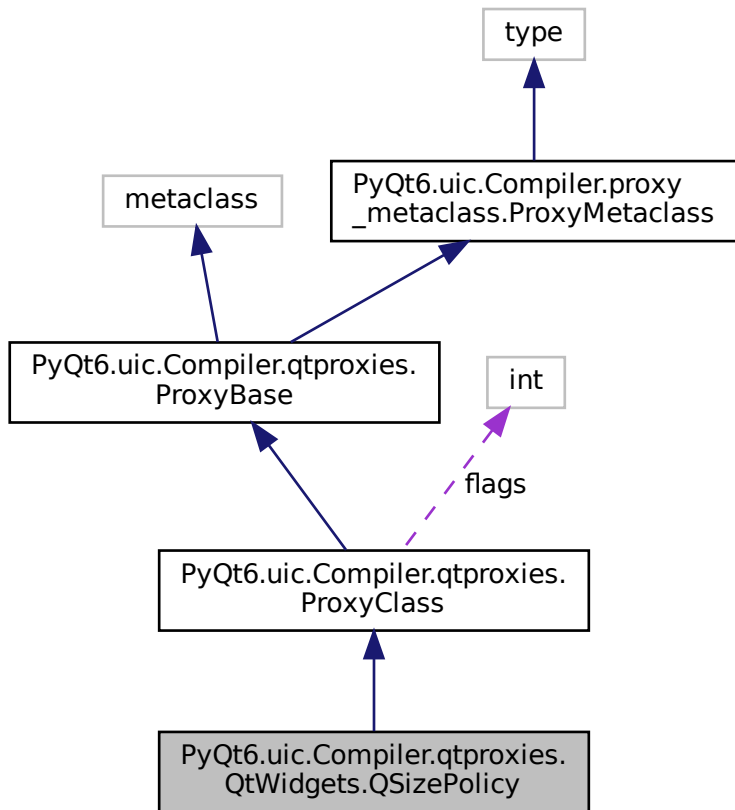 type
PyQt6.uic.Compiler.proxy
_metaclass.ProxyMetaclass
metaclass
PyQt6.uic.Compiler.qtproxies.
ProxyBase
int
flags
PyQt6.uic.Compiler.qtproxies.
ProxyClass
PyQt6.uic.Compiler.qtproxies.
QtWidgets.QSizePolicy